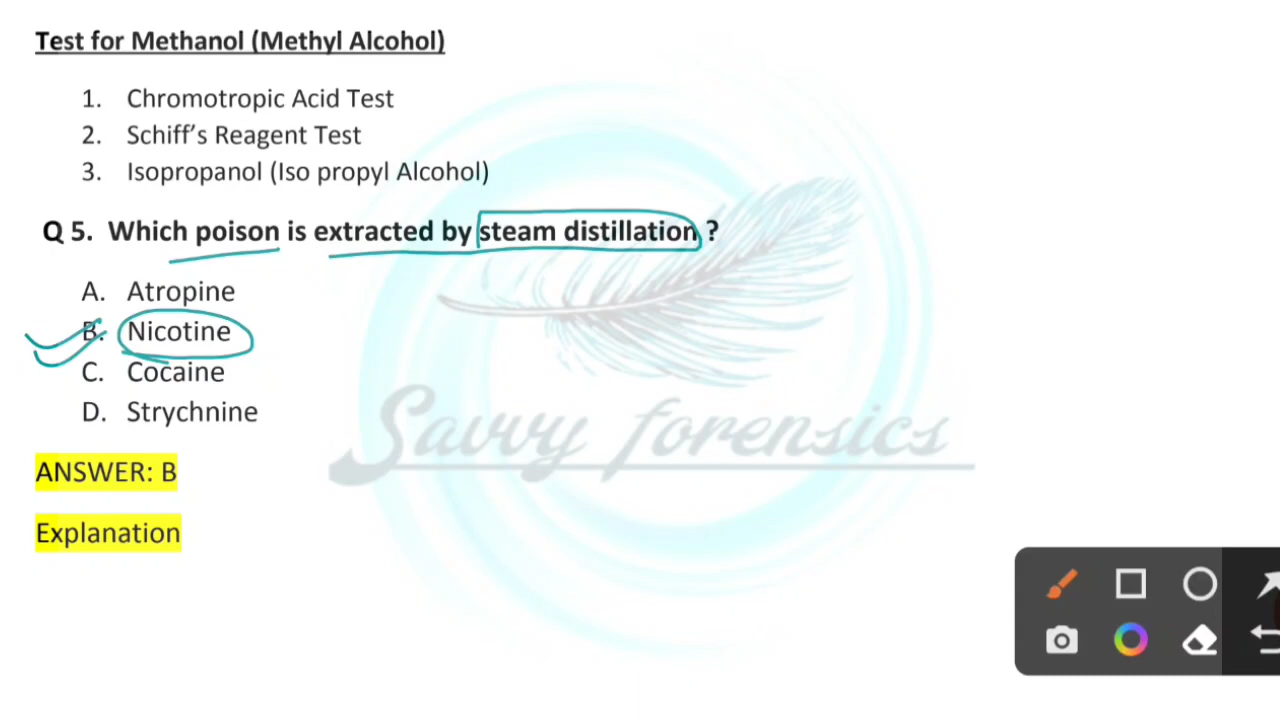 Test for Methanol (Methyl Alcohol)
1. Chromotropic Acid Test
2. Schiff’s Reagent Test
3. Isopropanol (Iso propyl Alcohol)
Q 5. Which poison is extracted by steam distillation ?
A. Atropine
B. Nicotine
C. Cocaine
D. Strychnine
Savvy forensics
ANSWER: B
Explanation